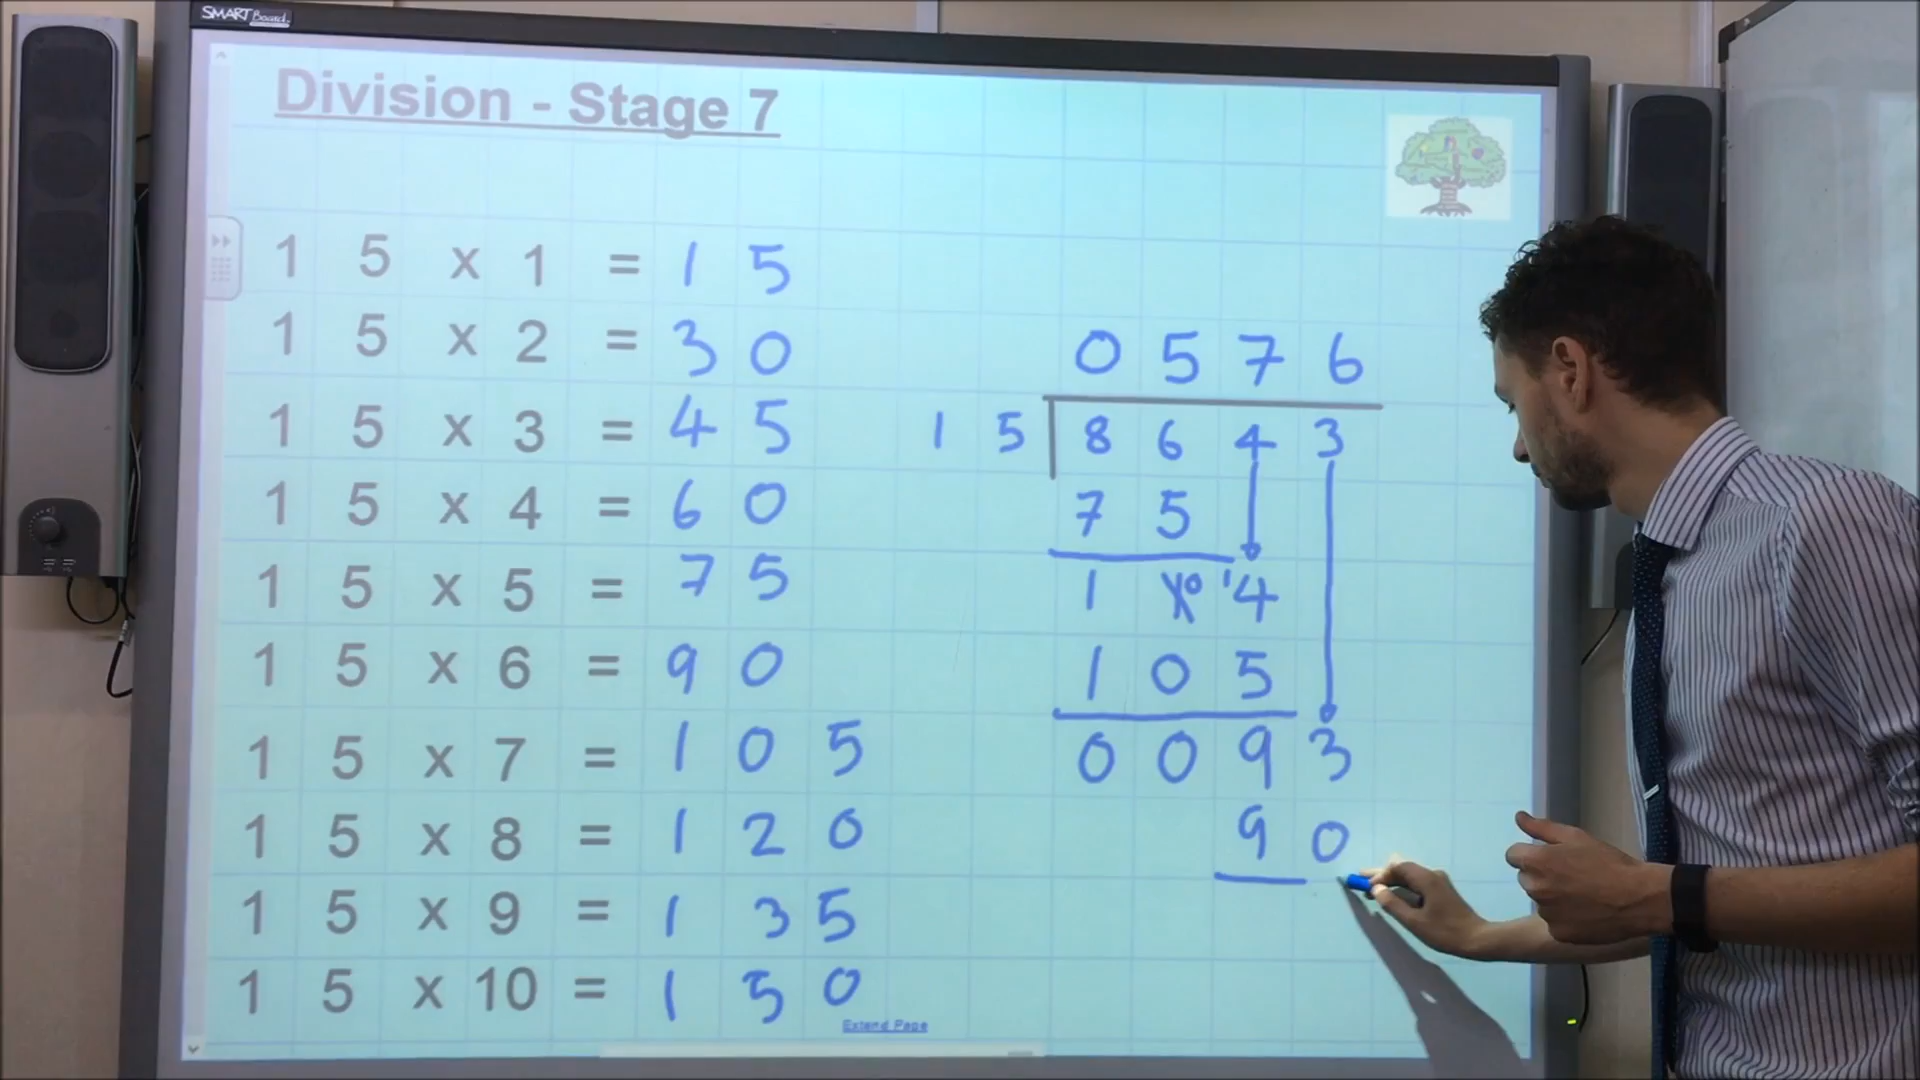 SMART Board
Division - Stage 7
1 5 x 1 = 1 5
1 5 x 2 = 3 0
1 5 x 3 = 4 5
1 5 x 4 = 6 0
1 5 x 5 = 7 5
1 5 x 6 = 9 0
1 5 x 7 = 1 0 5
1 5 x 8 = 1 2 0
1 5 x 9 = 1 3 5
1 5 x 10 = 1 5 0
Extend Page
0 5 7 6
1 5 8 6 4 3
7 5
1 1 0 1 4
1 0 5
0 0 9 3
9 0